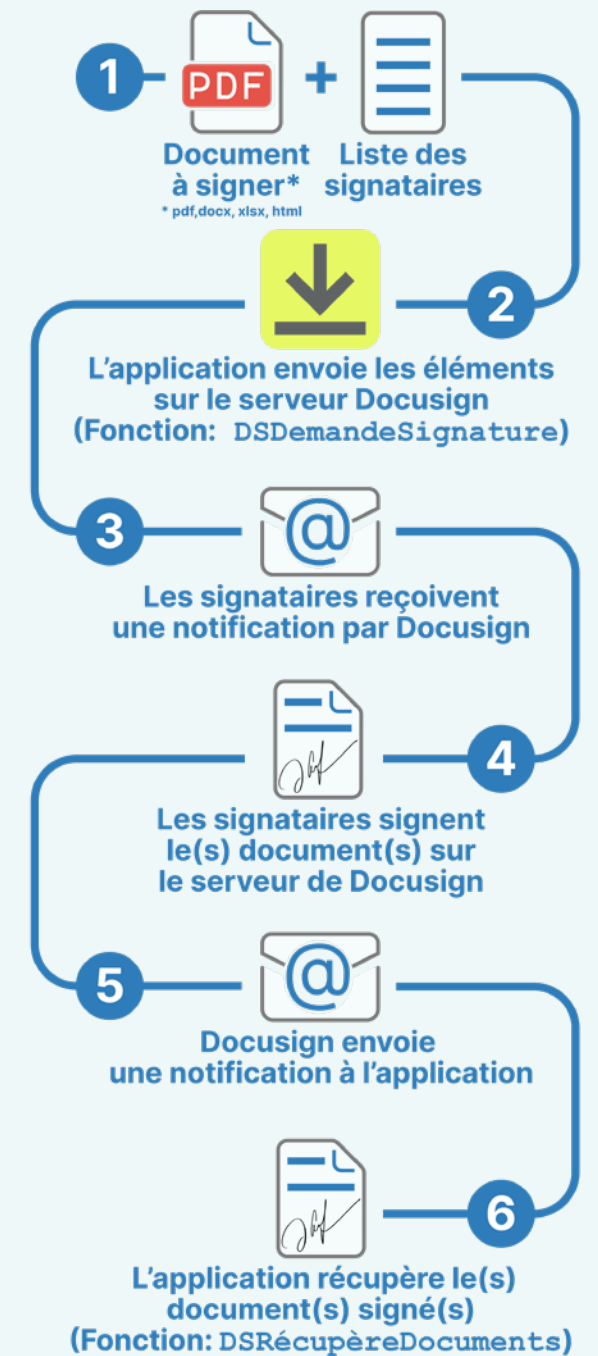 1
PDF
+
Document
à signer*
* pdf,docx, xlsx, html
Liste des
signataires
2
L'application envoie les éléments
sur le serveur Docusign
(Fonction: DSDemandeSignature)
3
@
Les signataires reçoivent
une notification par Docusign
4
Les signataires signent
le(s) document(s) sur
le serveur de Docusign
5
@
Docusign envoie
une notification à l'application
6
L'application récupère le(s)
document(s) signé(s)
(Fonction: DSRécupèreDocuments)